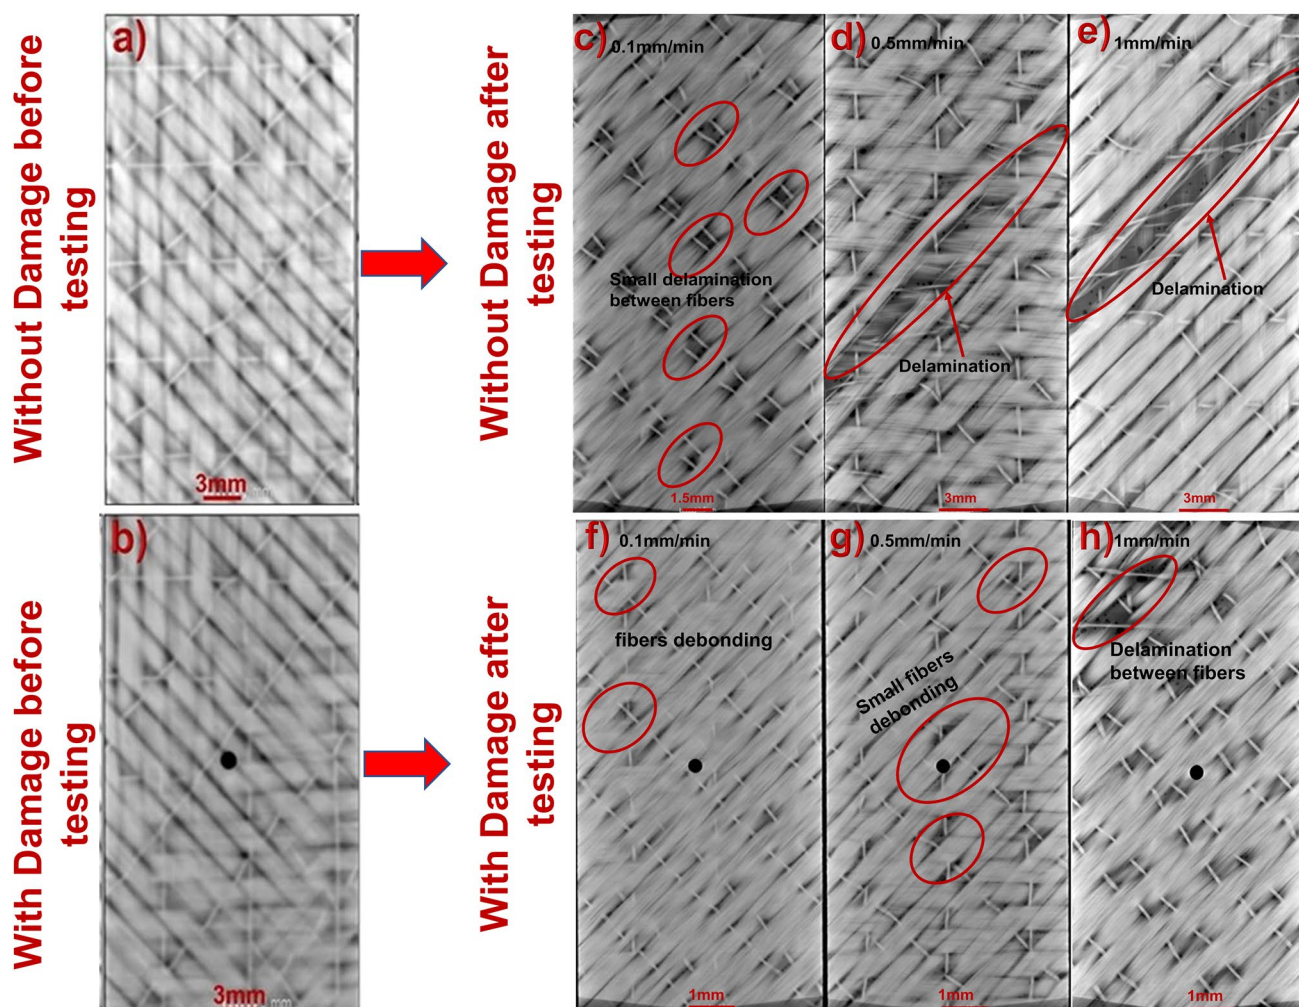 Without Damage before
testing
a)
3mm
mm
Without Damage after
testing
c) 0.1mm/min
Small delamination
between fibers
1.5mm
d) 0.5mm/min
Delamination
3mm
e) 1mm/min
Delamination
3mm
With Damage before
testing
b)
3mm
mm
With Damage after
testing
f) 0.1mm/min
fibers debonding
1mm
g) 0.5mm/min
Small fibers
debonding
1mm
h) 1mm/min
Delamination
between fibers
1mm